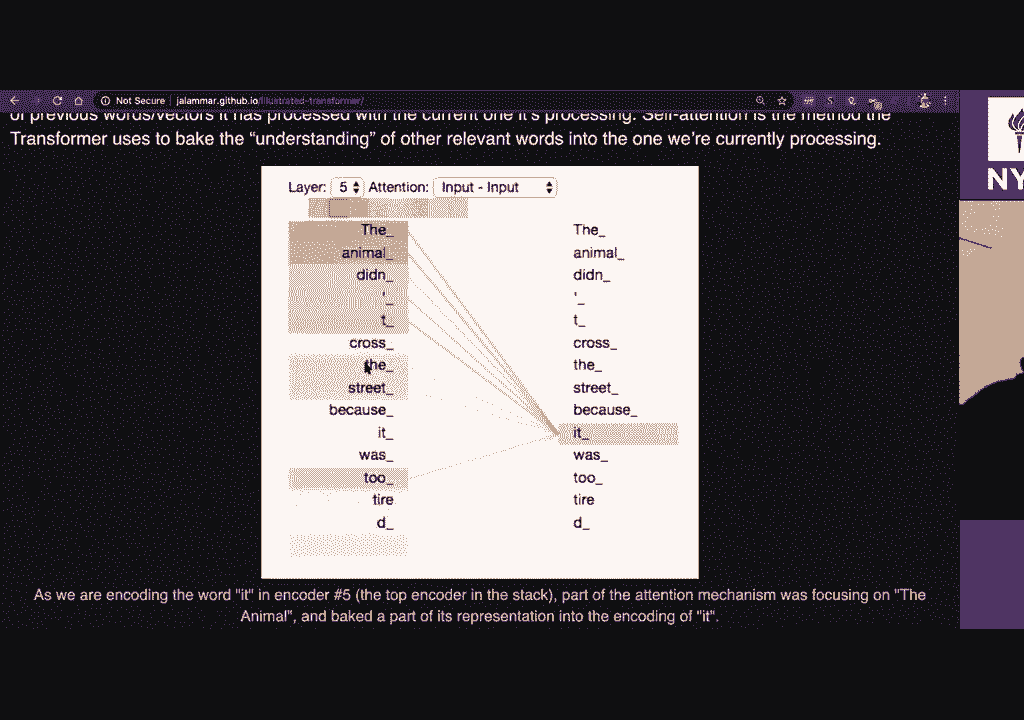 Not Secure | jalammar.github.io/illustrated-transformer/
NY
of previous words/vectors it has processed with the current one it's processing. Self-attention is the method the
Transformer uses to bake the “understanding” of other relevant words into the one we're currently processing.
Layer: 5 Attention: Input - Input
The_ The_
animal_ animal_
didn_ didn_
'_ '_
t_ t_
cross_ cross_
the_ the_
street_ street_
because_ because_
it_ it_
was_ was_
too_ too_
tire tire
d_ d_
As we are encoding the word "it" in encoder #5 (the top encoder in the stack), part of the attention mechanism was focusing on "The
Animal", and baked a part of its representation into the encoding of "it".